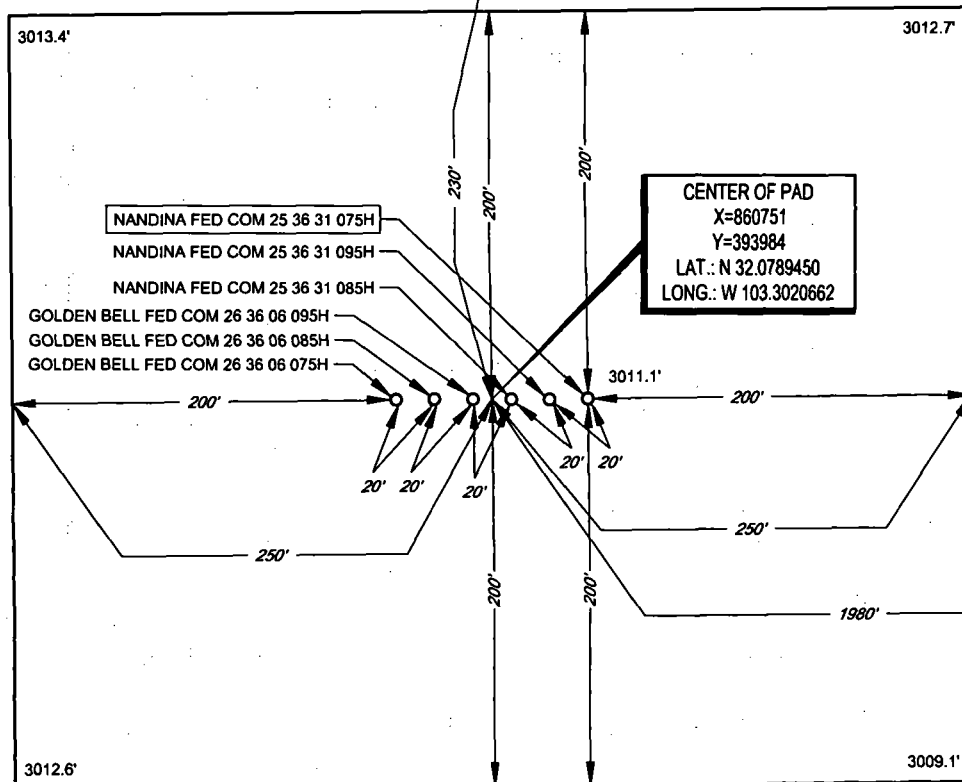 3013.4'
3012.7'
230'
200'
200'
CENTER OF PAD
X=860751
Y=393984
LAT.: N 32.0789450
LONG.: W 103.3020662
NANDINA FED COM 25 36 31 075H
NANDINA FED COM 25 36 31 095H
NANDINA FED COM 25 36 31 085H
GOLDEN BELL FED COM 26 36 06 095H
GOLDEN BELL FED COM 26 36 06 085H
GOLDEN BELL FED COM 26 36 06 075H
3011.1'
200'
200'
20'
20'
20'
20'
20'
250'
250'
200'
200'
1980'
3012.6'
3009.1'